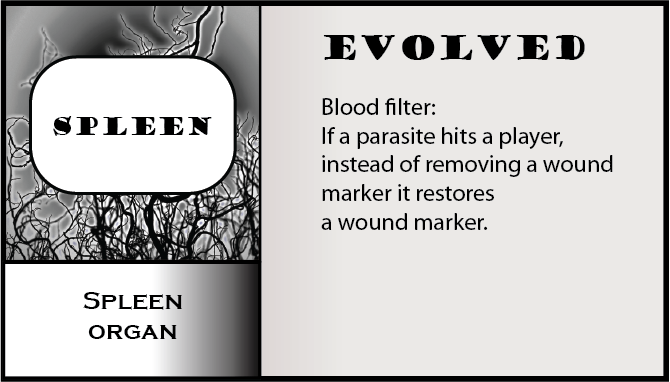 SPLEEN
SPLEEN
ORGAN
EVOLVED
Blood filter:
If a parasite hits a player,
instead of removing a wound
marker it restores
a wound marker.